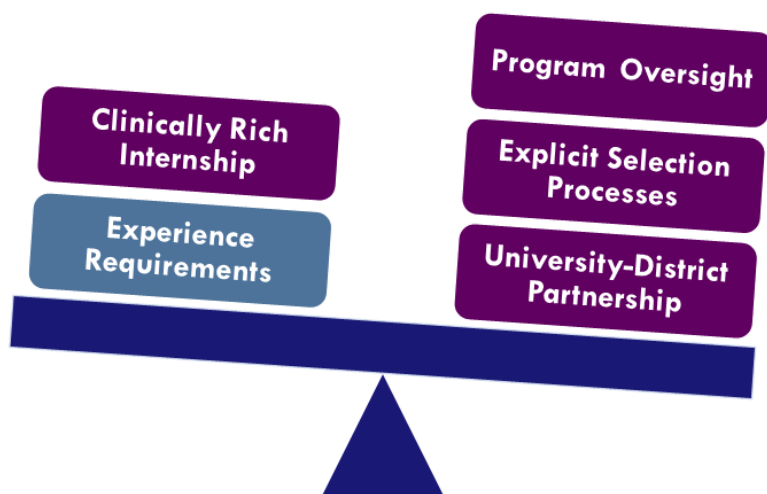 Clinically Rich
Internship
Experience
Requirements
Program Oversight
Explicit Selection
Processes
University-District
Partnership